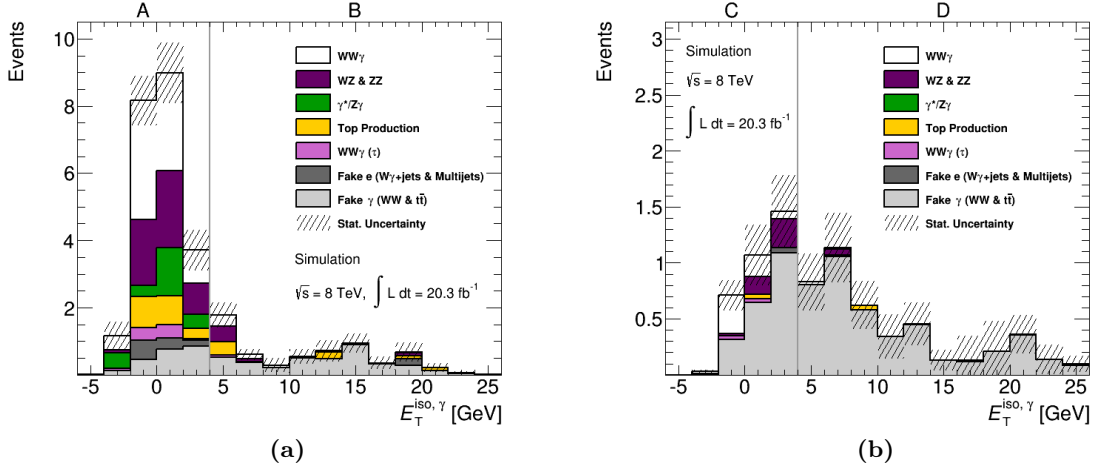 A B
Events
10
8
6
4
2
WWγ
WZ & ZZ
γ*/Zγ
Top Production
WWγ (τ)
Fake e (Wγ+jets & Multijets)
Fake γ (WW & tt̄)
Stat. Uncertainty
Simulation
√s = 8 TeV, ∫ L dt = 20.3 fb⁻¹
-5 0 5 10 15 20 25
E_T^{iso, γ} [GeV]
(a)
C D
Events
3
2.5
2
1.5
1
0.5
Simulation
√s = 8 TeV
∫ L dt = 20.3 fb⁻¹
WWγ
WZ & ZZ
γ*/Zγ
Top Production
WWγ (τ)
Fake e (Wγ+jets & Multijets)
Fake γ (WW & tt̄)
Stat. Uncertainty
-5 0 5 10 15 20 25
E_T^{iso, γ} [GeV]
(b)